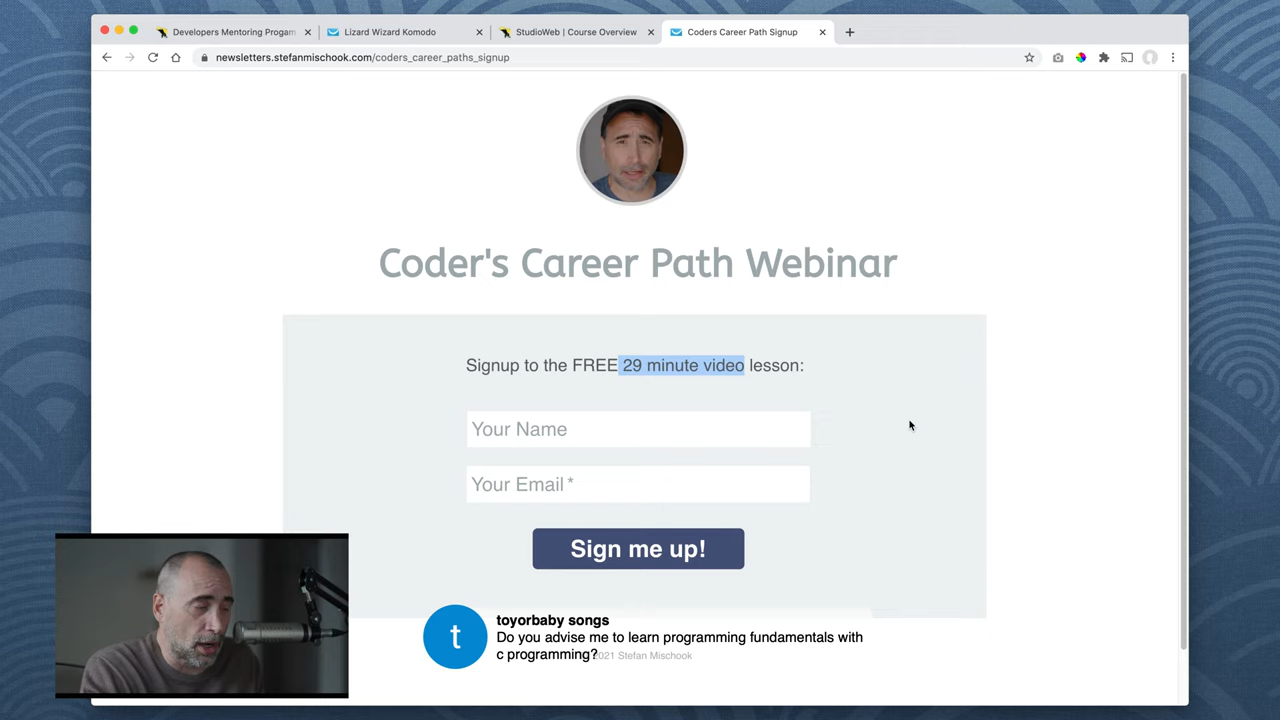 Developers Mentoring Progam
Lizard Wizard Komodo
StudioWeb | Course Overview
Coders Career Path Signup
newsletters.stefanmischook.com/coders_career_paths_signup
Coder's Career Path Webinar
Signup to the FREE 29 minute video lesson:
Your Name
Your Email *
Sign me up!
t
toyorbaby songs
Do you advise me to learn programming fundamentals with
c programming?
021 Stefan Mischook